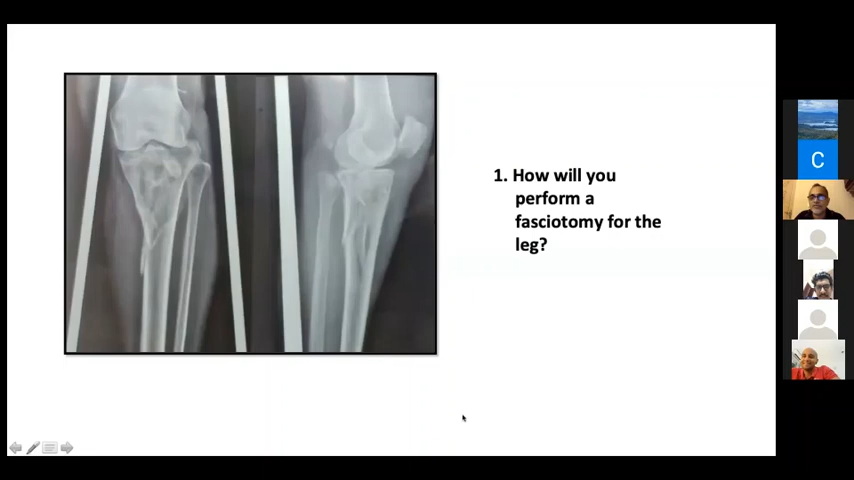 1. How will you
perform a
fasciotomy for the
leg?
C